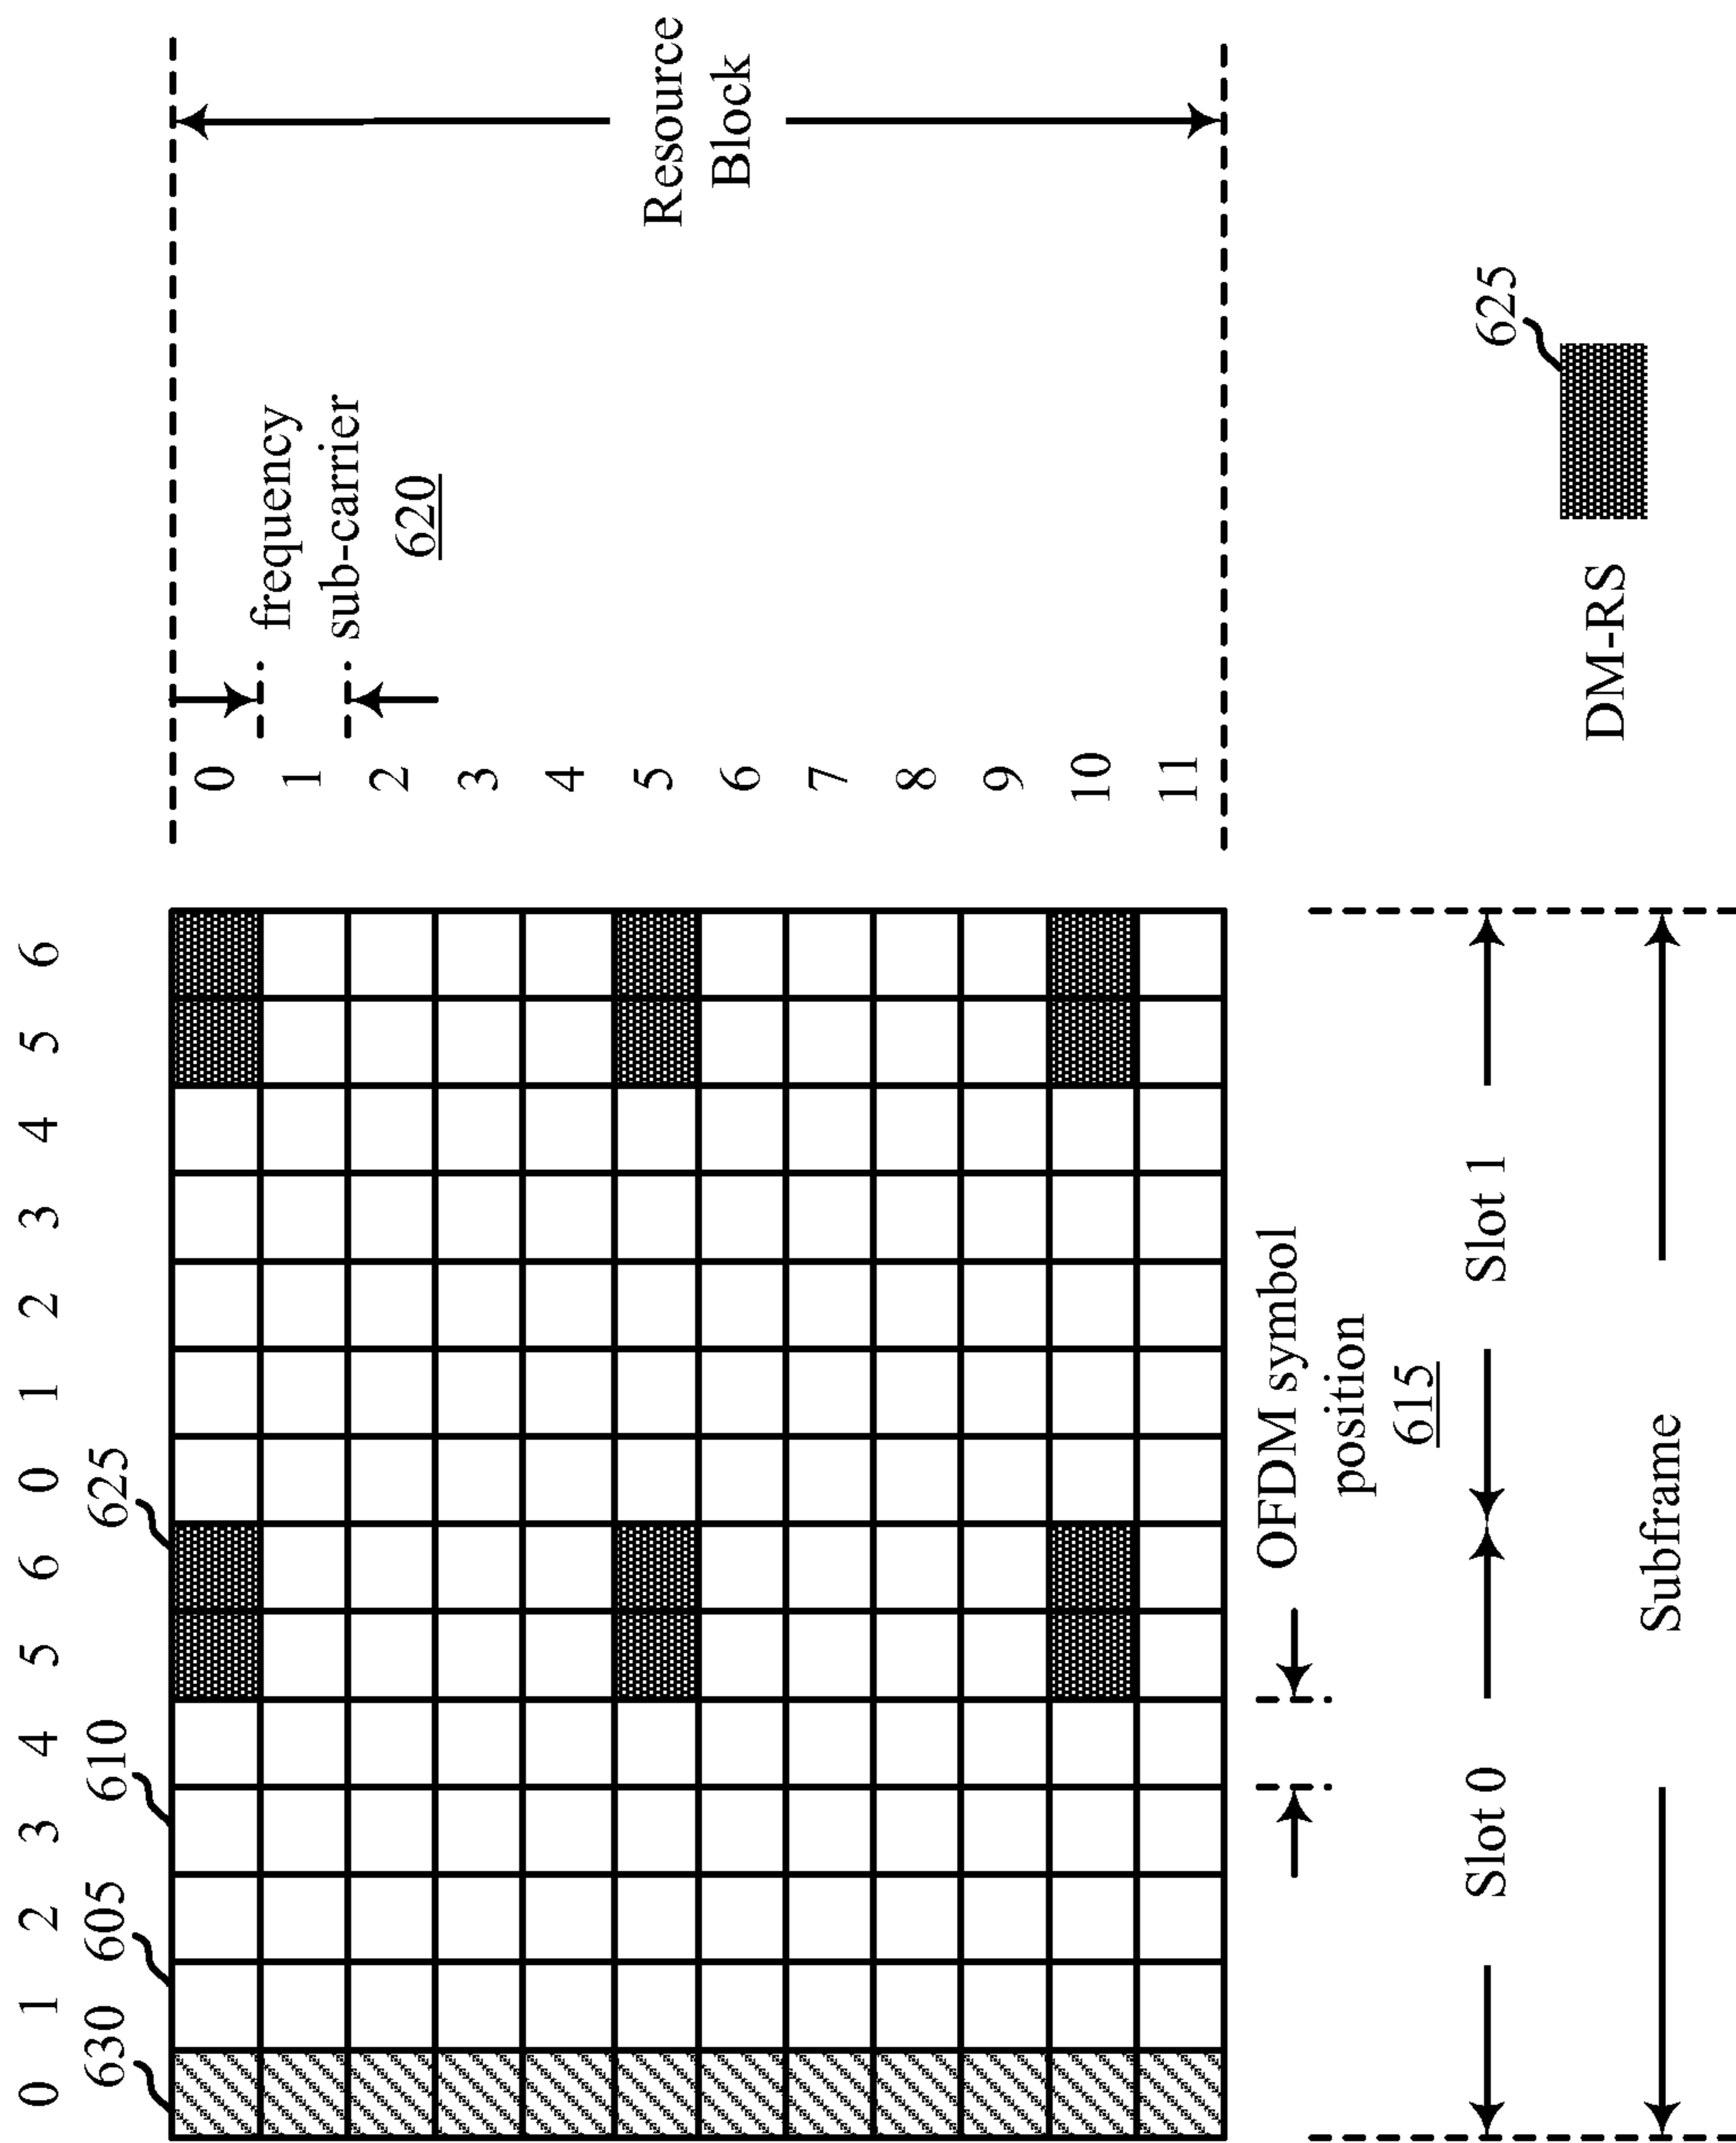 0 1 2 3 4 5 6 0 1 2 3 4 5 6
630 605 610 625
0
1
2
3
4
5
6
7
8
9
10
11
frequency
sub-carrier
620
Resource
Block
OFDM symbol
position
615
Slot 0 Slot 1
Subframe
625
DM-RS